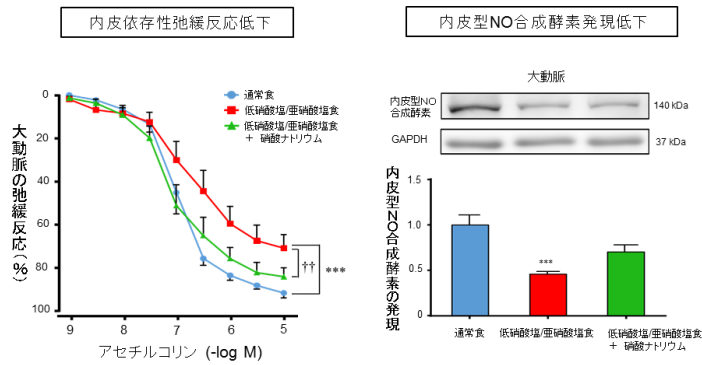 内皮依存性弛緩反応低下
大動脈の弛緩反応(%)
0
20
40
60
80
100
9
8
7
6
5
アセチルコリン (-log M)
通常食
低硝酸塩/亜硝酸塩食
低硝酸塩/亜硝酸塩食
+ 硝酸ナトリウム
††
***
内皮型NO合成酵素発現低下
大動脈
内皮型NO
合成酵素
140 kDa
GAPDH
37 kDa
内皮型NO合成酵素の発現
1.5
1.0
0.5
0
***
通常食
低硝酸塩/亜硝酸塩食
低硝酸塩/亜硝酸塩食
+ 硝酸ナトリウム